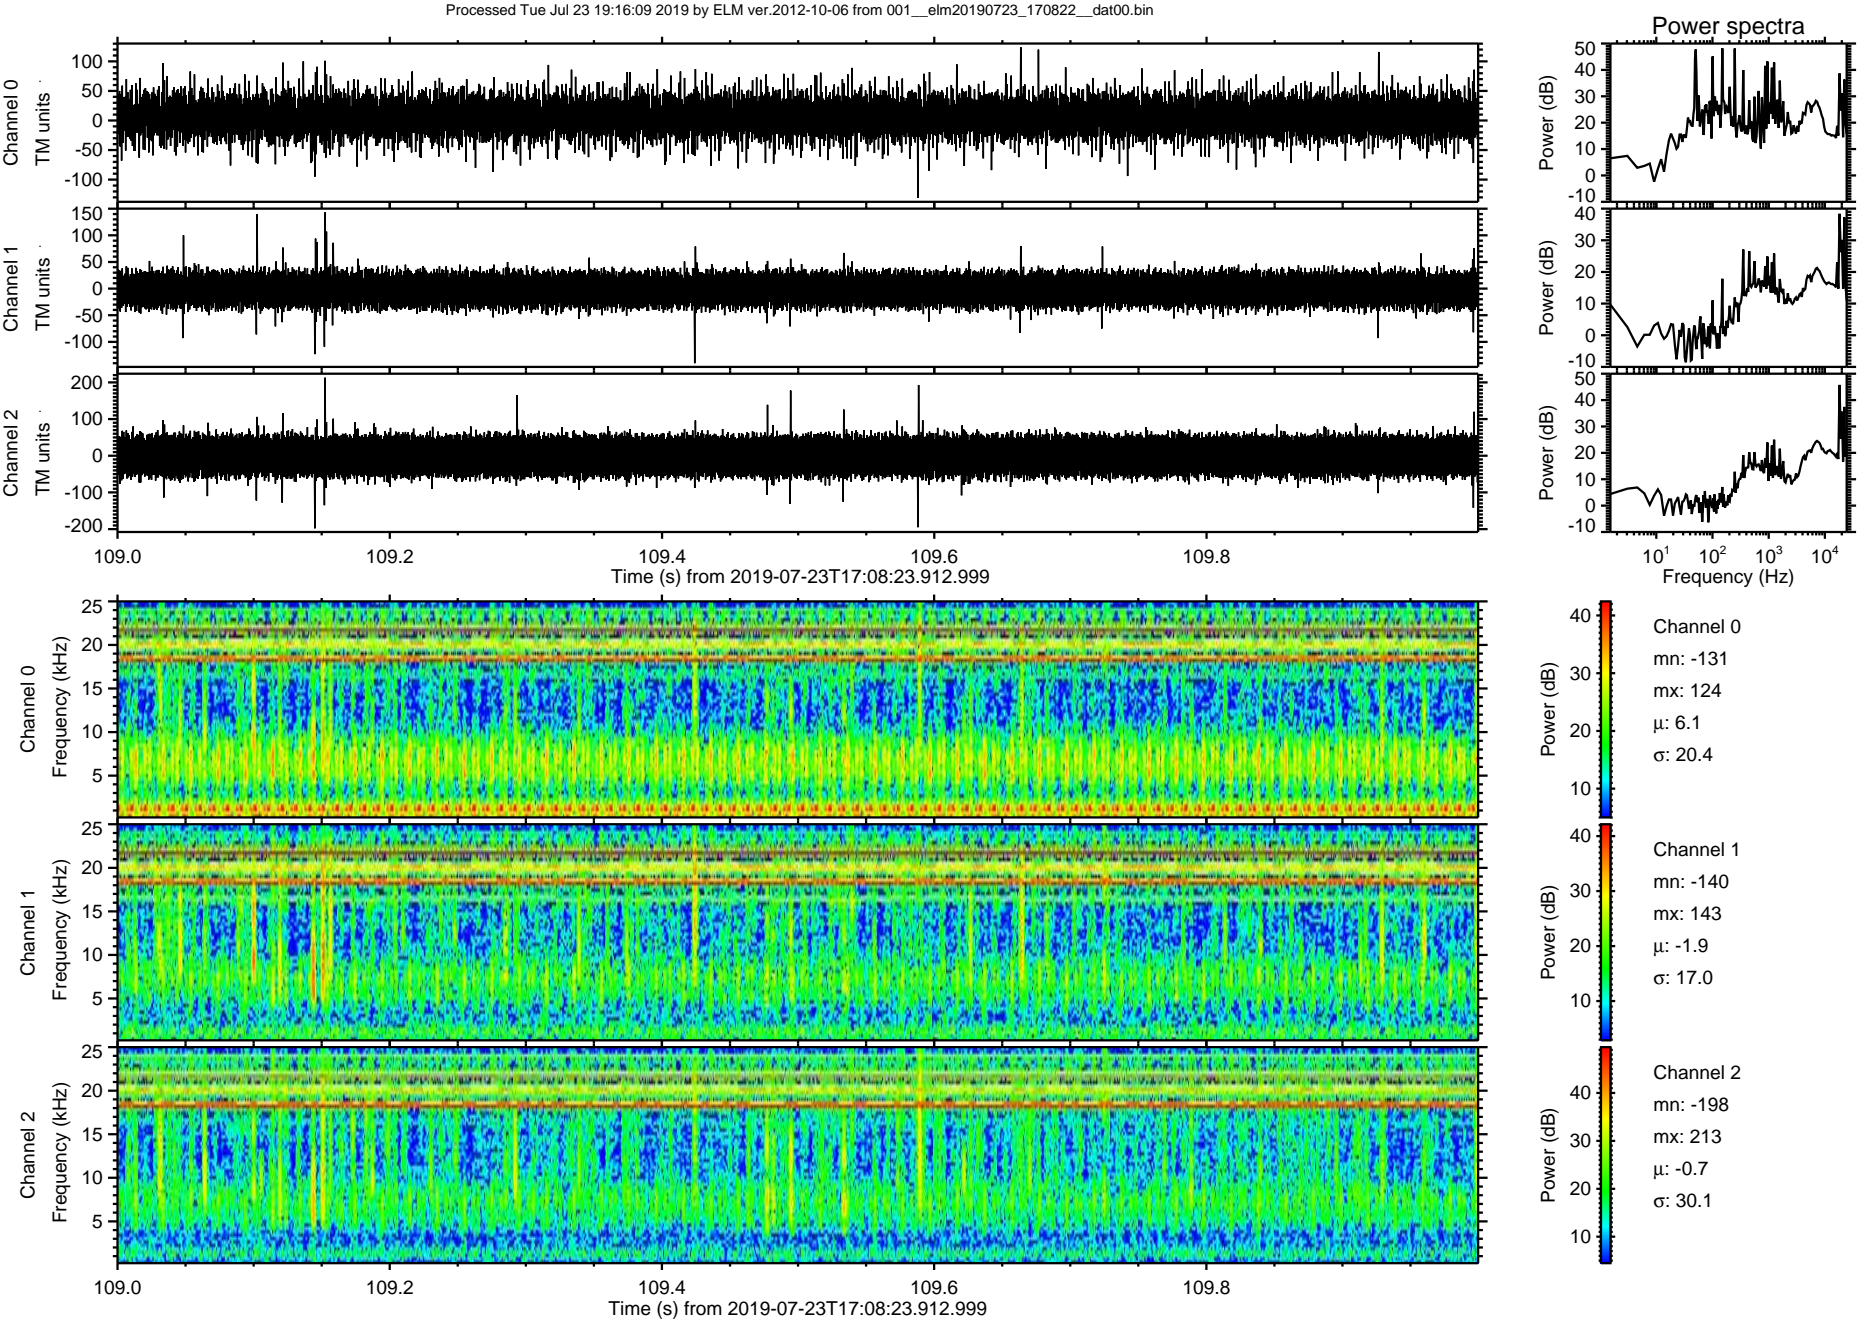 Processed Tue Jul 23 19:16:09 2019 by ELM ver.2012-10-06 from 001__elm20190723_170822__dat00.bin
Power spectra
Channel 0
TM units
100
50
0
-50
-100
Power (dB)
50
40
30
20
10
0
-10
Channel 1
TM units
150
100
50
0
-50
-100
Power (dB)
40
30
20
10
0
-10
Channel 2
TM units
200
100
0
-100
-200
Power (dB)
50
40
30
20
10
0
-10
109.0 109.2 109.4 109.6 109.8
Time (s) from 2019-07-23T17:08:23.912.999
10¹ 10² 10³ 10⁴
Frequency (Hz)
Channel 0
Frequency (kHz)
25
20
15
10
5
Power (dB)
40
30
20
10
Channel 0
mn: -131
mx: 124
μ: 6.1
σ: 20.4
Channel 1
Frequency (kHz)
25
20
15
10
5
Power (dB)
40
30
20
10
Channel 1
mn: -140
mx: 143
μ: -1.9
σ: 17.0
Channel 2
Frequency (kHz)
25
20
15
10
5
Power (dB)
40
30
20
10
Channel 2
mn: -198
mx: 213
μ: -0.7
σ: 30.1
109.0 109.2 109.4 109.6 109.8
Time (s) from 2019-07-23T17:08:23.912.999